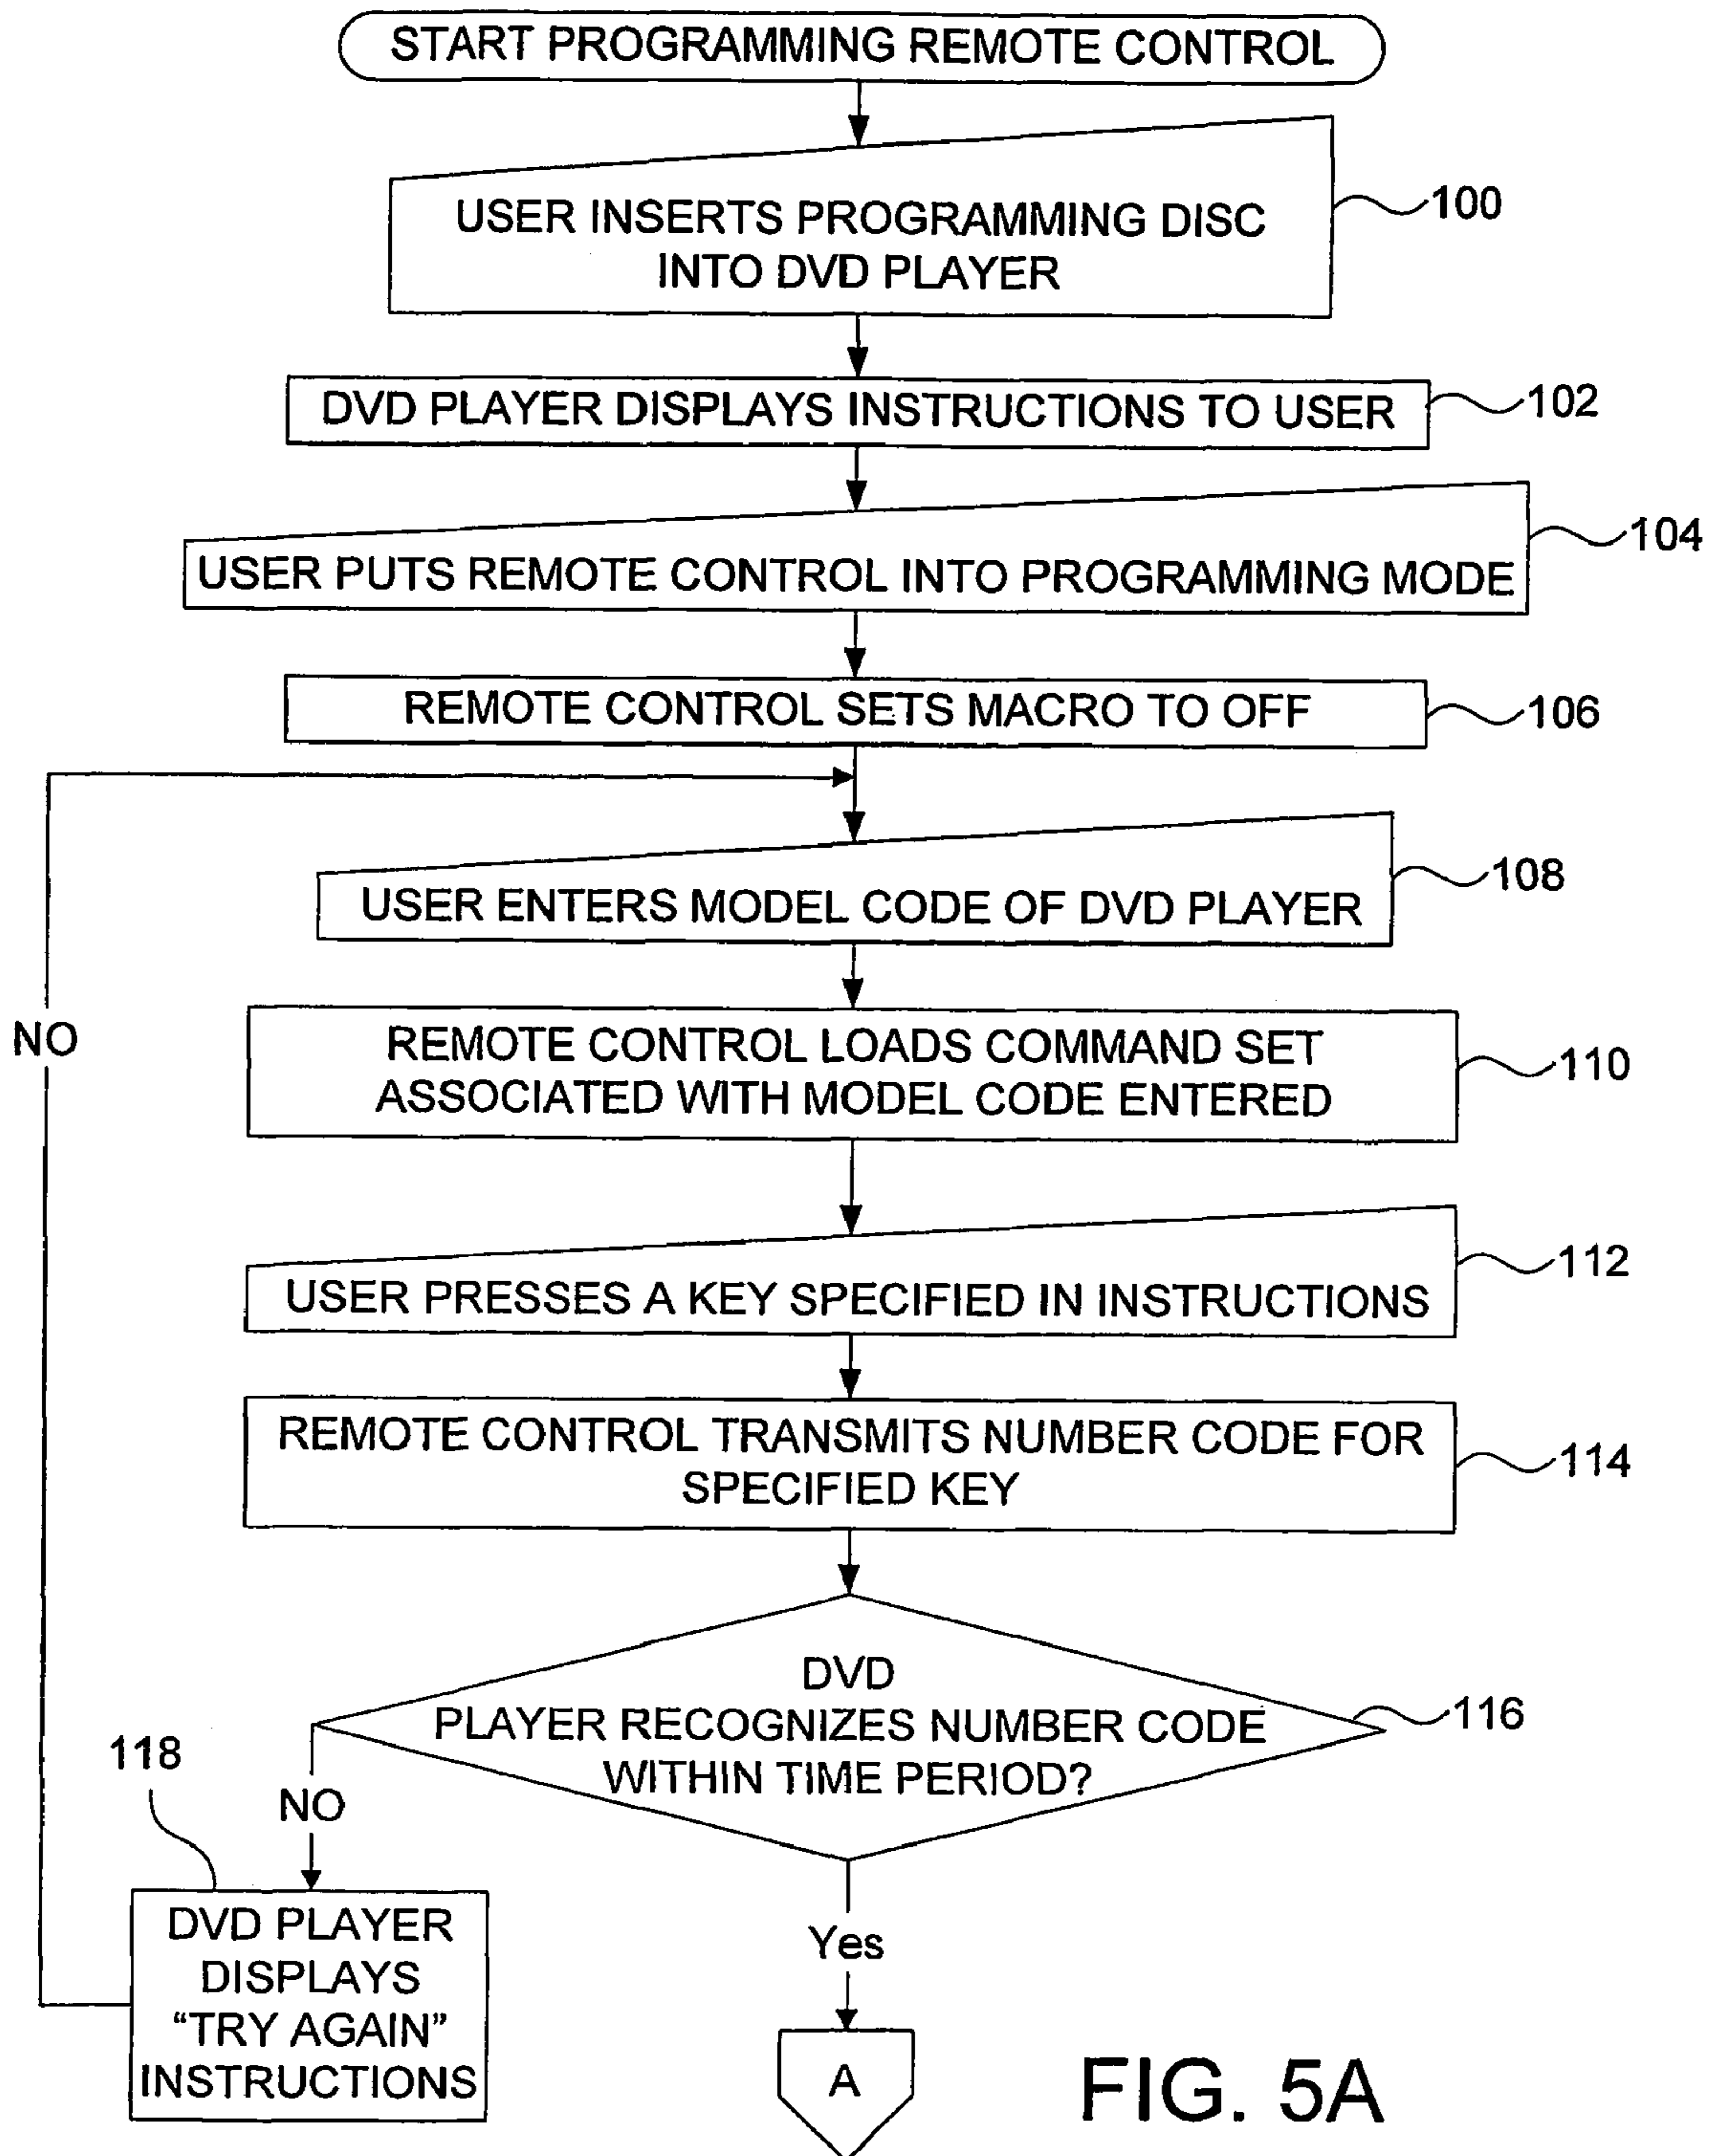 START PROGRAMMING REMOTE CONTROL
USER INSERTS PROGRAMMING DISC
INTO DVD PLAYER
100
DVD PLAYER DISPLAYS INSTRUCTIONS TO USER
102
USER PUTS REMOTE CONTROL INTO PROGRAMMING MODE
104
REMOTE CONTROL SETS MACRO TO OFF
106
USER ENTERS MODEL CODE OF DVD PLAYER
108
NO
REMOTE CONTROL LOADS COMMAND SET
ASSOCIATED WITH MODEL CODE ENTERED
110
USER PRESSES A KEY SPECIFIED IN INSTRUCTIONS
112
REMOTE CONTROL TRANSMITS NUMBER CODE FOR
SPECIFIED KEY
114
DVD
PLAYER RECOGNIZES NUMBER CODE
WITHIN TIME PERIOD?
116
118
NO
DVD PLAYER
DISPLAYS
“TRY AGAIN”
INSTRUCTIONS
Yes
A
FIG. 5A